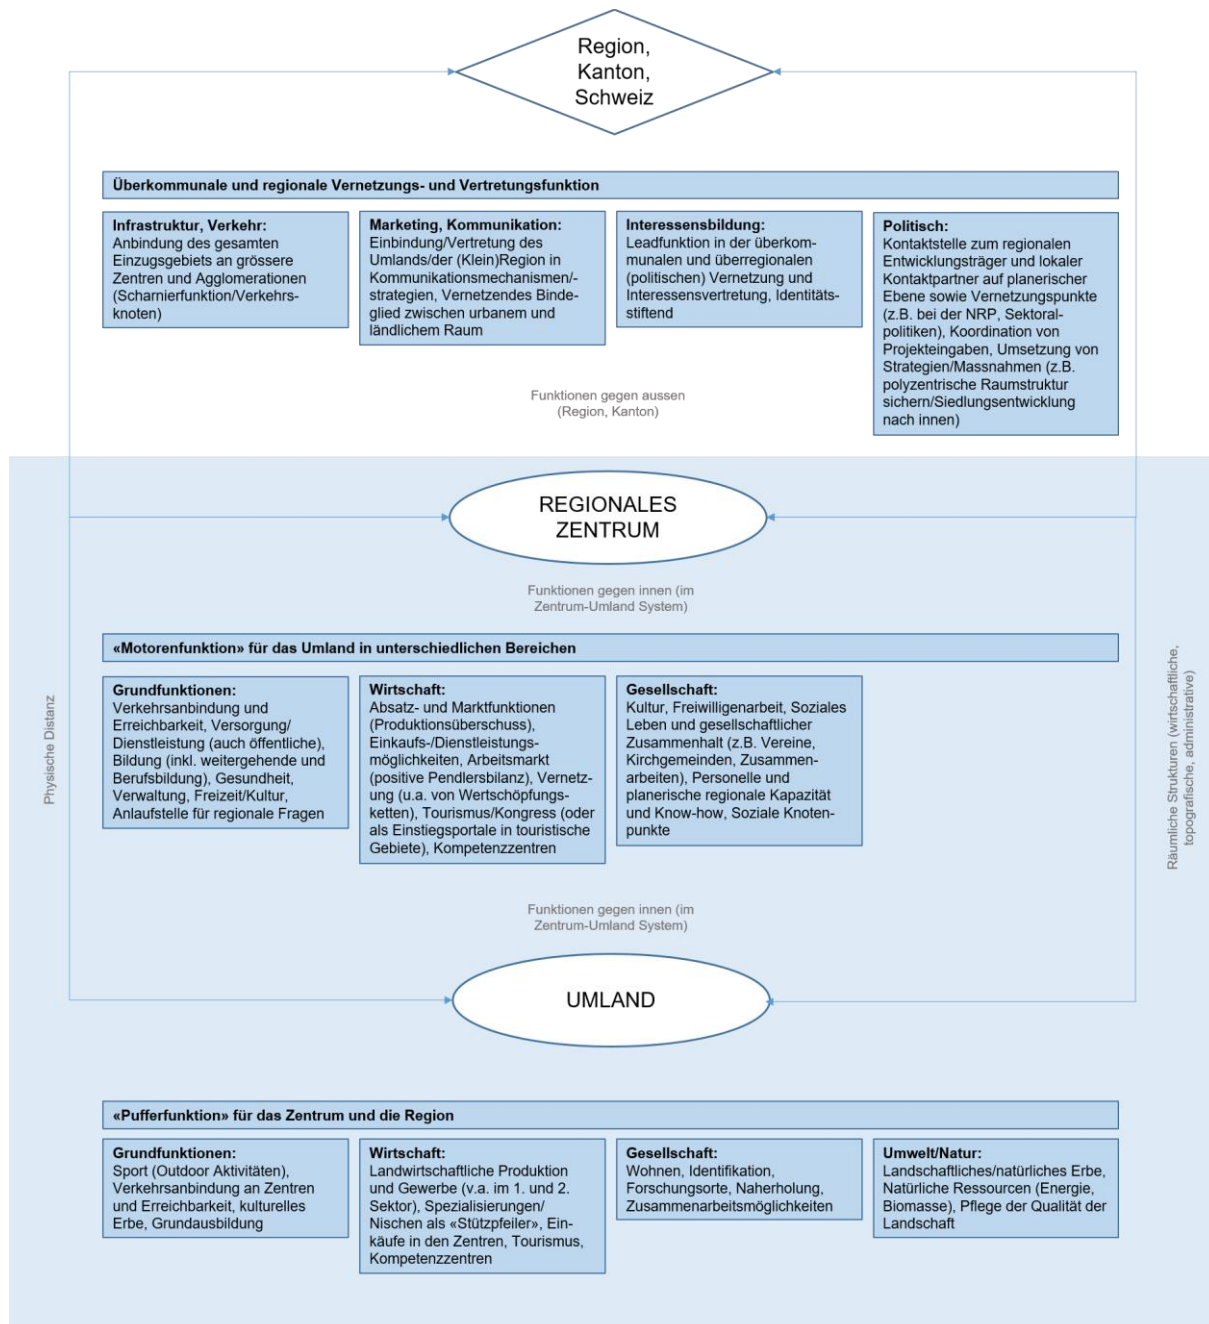 Region,
Kanton,
Schweiz
Überkommunale und regionale Vernetzungs- und Vertretungsfunktion
Infrastruktur, Verkehr:
Anbindung des gesamten
Einzugsgebiets an grössere
Zentren und Agglomerationen
(Scharnierfunktion/Verkehrs-
knoten)
Marketing, Kommunikation:
Einbindung/Vertretung des
Umlands/der (Klein)Region in
Kommunikationsmechanismen/-
strategien, Vernetzendes Binde-
glied zwischen urbanem und
ländlichem Raum
Interessensbildung:
Leadfunktion in der überkom-
munalen und überregionalen
(politischen) Vernetzung und
Interessensvertretung, Identitäts-
stiftend
Politisch:
Kontaktstelle zum regionalen
Entwicklungsträger und lokaler
Kontaktpartner auf planerischer
Ebene sowie Vernetzungspunkte
(z.B. bei der NRP, Sektoral-
politiken), Koordination von
Projekteingaben, Umsetzung von
Strategien/Massnahmen (z.B.
polyzentrische Raumstruktur
sichern/Siedlungsentwicklung
nach innen)
Funktionen gegen aussen
(Region, Kanton)
REGIONALES
ZENTRUM
Funktionen gegen innen (im
Zentrum-Umland System)
«Motorenfunktion» für das Umland in unterschiedlichen Bereichen
Grundfunktionen:
Verkehrsanbindung und
Erreichbarkeit, Versorgung/
Dienstleistung (auch öffentliche),
Bildung (inkl. weitergehende und
Berufsbildung), Gesundheit,
Verwaltung, Freizeit/Kultur,
Anlaufstelle für regionale Fragen
Wirtschaft:
Absatz- und Marktfunktionen
(Produktionsüberschuss),
Einkaufs-/Dienstleistungs-
möglichkeiten, Arbeitsmarkt
(positive Pendlersbilanz), Vernetz-
ung (u.a. von Wertschöpfungs-
ketten), Tourismus/Kongress (oder
als Einstiegsportale in touristische
Gebiete), Kompetenzzentren
Gesellschaft:
Kultur, Freiwilligenarbeit, Soziales
Leben und gesellschaftlicher
Zusammenhalt (z.B. Vereine,
Kirchgemeinden, Zusammen-
arbeiten), Personelle und
planerische regionale Kapazität
und Know-how, Soziale Knoten-
punkte
Physische Distanz
Räumliche Strukturen (wirtschaftliche,
topografische, administrative)
Funktionen gegen innen (im
Zentrum-Umland System)
UMLAND
«Pufferfunktion» für das Zentrum und die Region
Grundfunktionen:
Sport (Outdoor Aktivitäten),
Verkehrsanbindung an Zentren
und Erreichbarkeit, kulturelles
Erbe, Grundausbildung
Wirtschaft:
Landwirtschaftliche Produktion
und Gewerbe (v.a. im 1. und 2.
Sektor), Spezialisierungen/
Nischen als «Stützpfeiler», Ein-
käufe in den Zentren, Tourismus,
Kompetenzzentren
Gesellschaft:
Wohnen, Identifikation,
Forschungsorte, Naherholung,
Zusammenarbeitsmöglichkeiten
Umwelt/Natur:
Landschaftliches/natürliches Erbe,
Natürliche Ressourcen (Energie,
Biomasse), Pflege der Qualität der
Landschaft